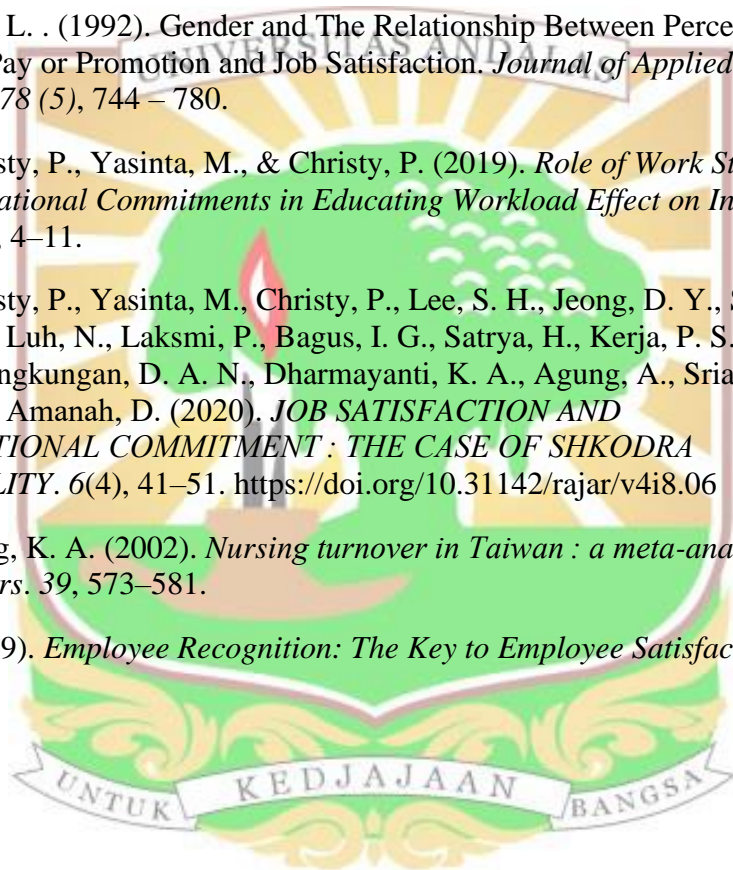 L. . (1992). Gender and The Relationship Between Perce
Pay or Promotion and Job Satisfaction. Journal of Applied
78 (5), 744 – 780.
sty, P., Yasinta, M., & Christy, P. (2019). Role of Work St
ational Commitments in Educating Workload Effect on In
, 4–11.
sty, P., Yasinta, M., Christy, P., Lee, S. H., Jeong, D. Y., S
Luh, N., Laksmi, P., Bagus, I. G., Satrya, H., Kerja, P. S.
ngkungan, D. A. N., Dharmayanti, K. A., Agung, A., Sria
Amanah, D. (2020). JOB SATISFACTION AND
TIONAL COMMITMENT : THE CASE OF SHKODRA
LITY. 6(4), 41–51. https://doi.org/10.31142/rajar/v4i8.06
g, K. A. (2002). Nursing turnover in Taiwan : a meta-ana
rs. 39, 573–581.
9). Employee Recognition: The Key to Employee Satisfac
UNIVERSITAS ANDALAS
UNTUK KEDJAJAAN BANGSA